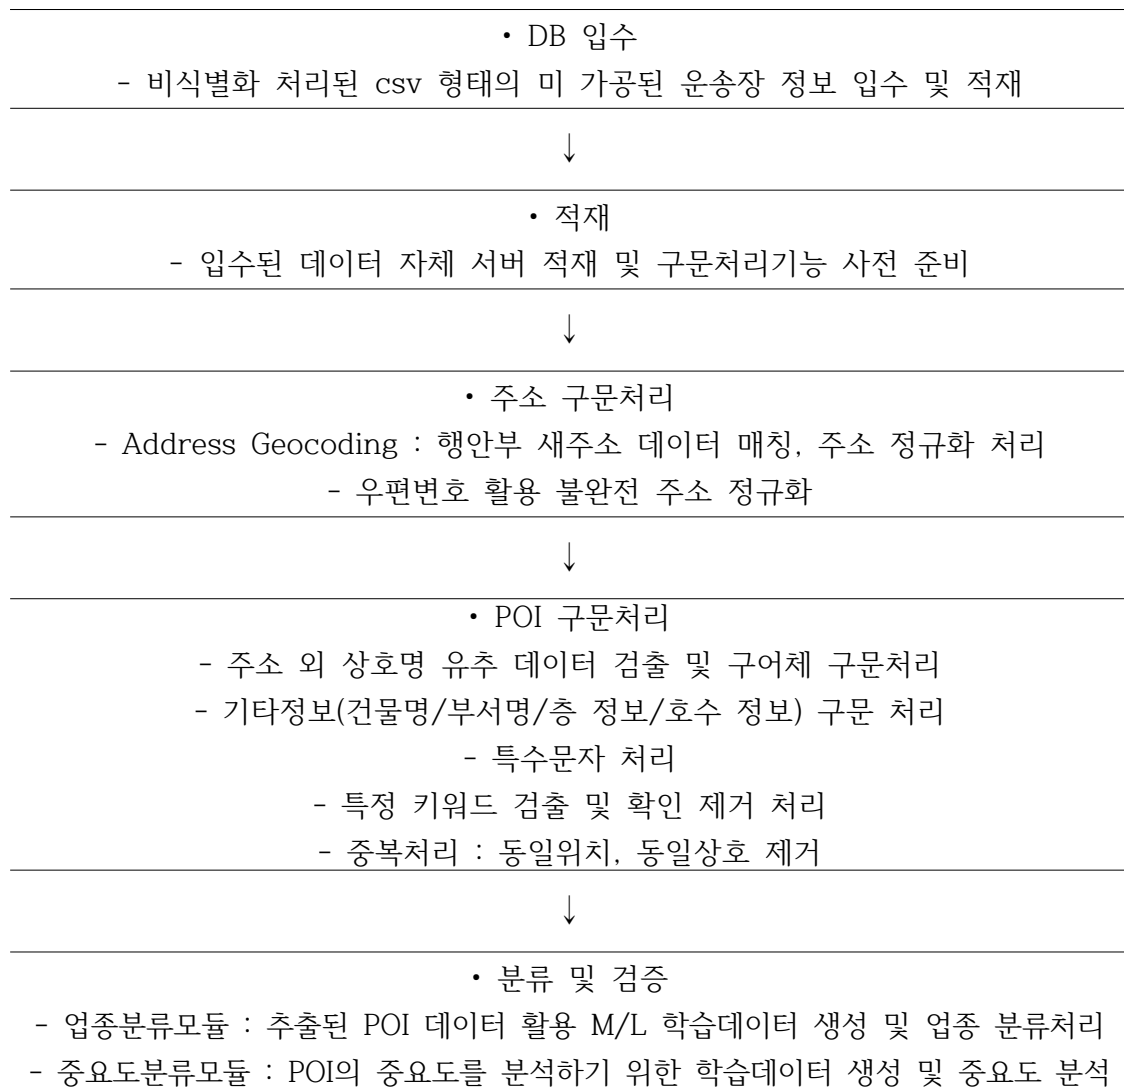 • DB 입수
- 비식별화 처리된 csv 형태의 미 가공된 운송장 정보 입수 및 적재
↓
• 적재
- 입수된 데이터 자체 서버 적재 및 구문처리기능 사전 준비
↓
• 주소 구문처리
- Address Geocoding : 행안부 새주소 데이터 매칭, 주소 정규화 처리
- 우편변호 활용 불완전 주소 정규화
↓
• POI 구문처리
- 주소 외 상호명 유추 데이터 검출 및 구어체 구문처리
- 기타정보(건물명/부서명/층 정보/호수 정보) 구문 처리
- 특수문자 처리
- 특정 키워드 검출 및 확인 제거 처리
- 중복처리 : 동일위치, 동일상호 제거
↓
• 분류 및 검증
- 업종분류모듈 : 추출된 POI 데이터 활용 M/L 학습데이터 생성 및 업종 분류처리
- 중요도분류모듈 : POI의 중요도를 분석하기 위한 학습데이터 생성 및 중요도 분석